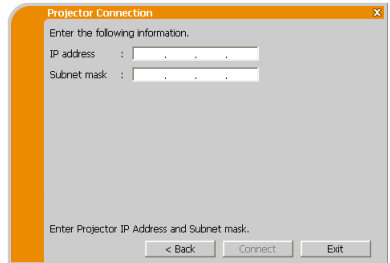 Projector Connection X
Enter the following information.
IP address : . . .
Subnet mask : . . .
Enter Projector IP Address and Subnet mask.
< Back Connect Exit